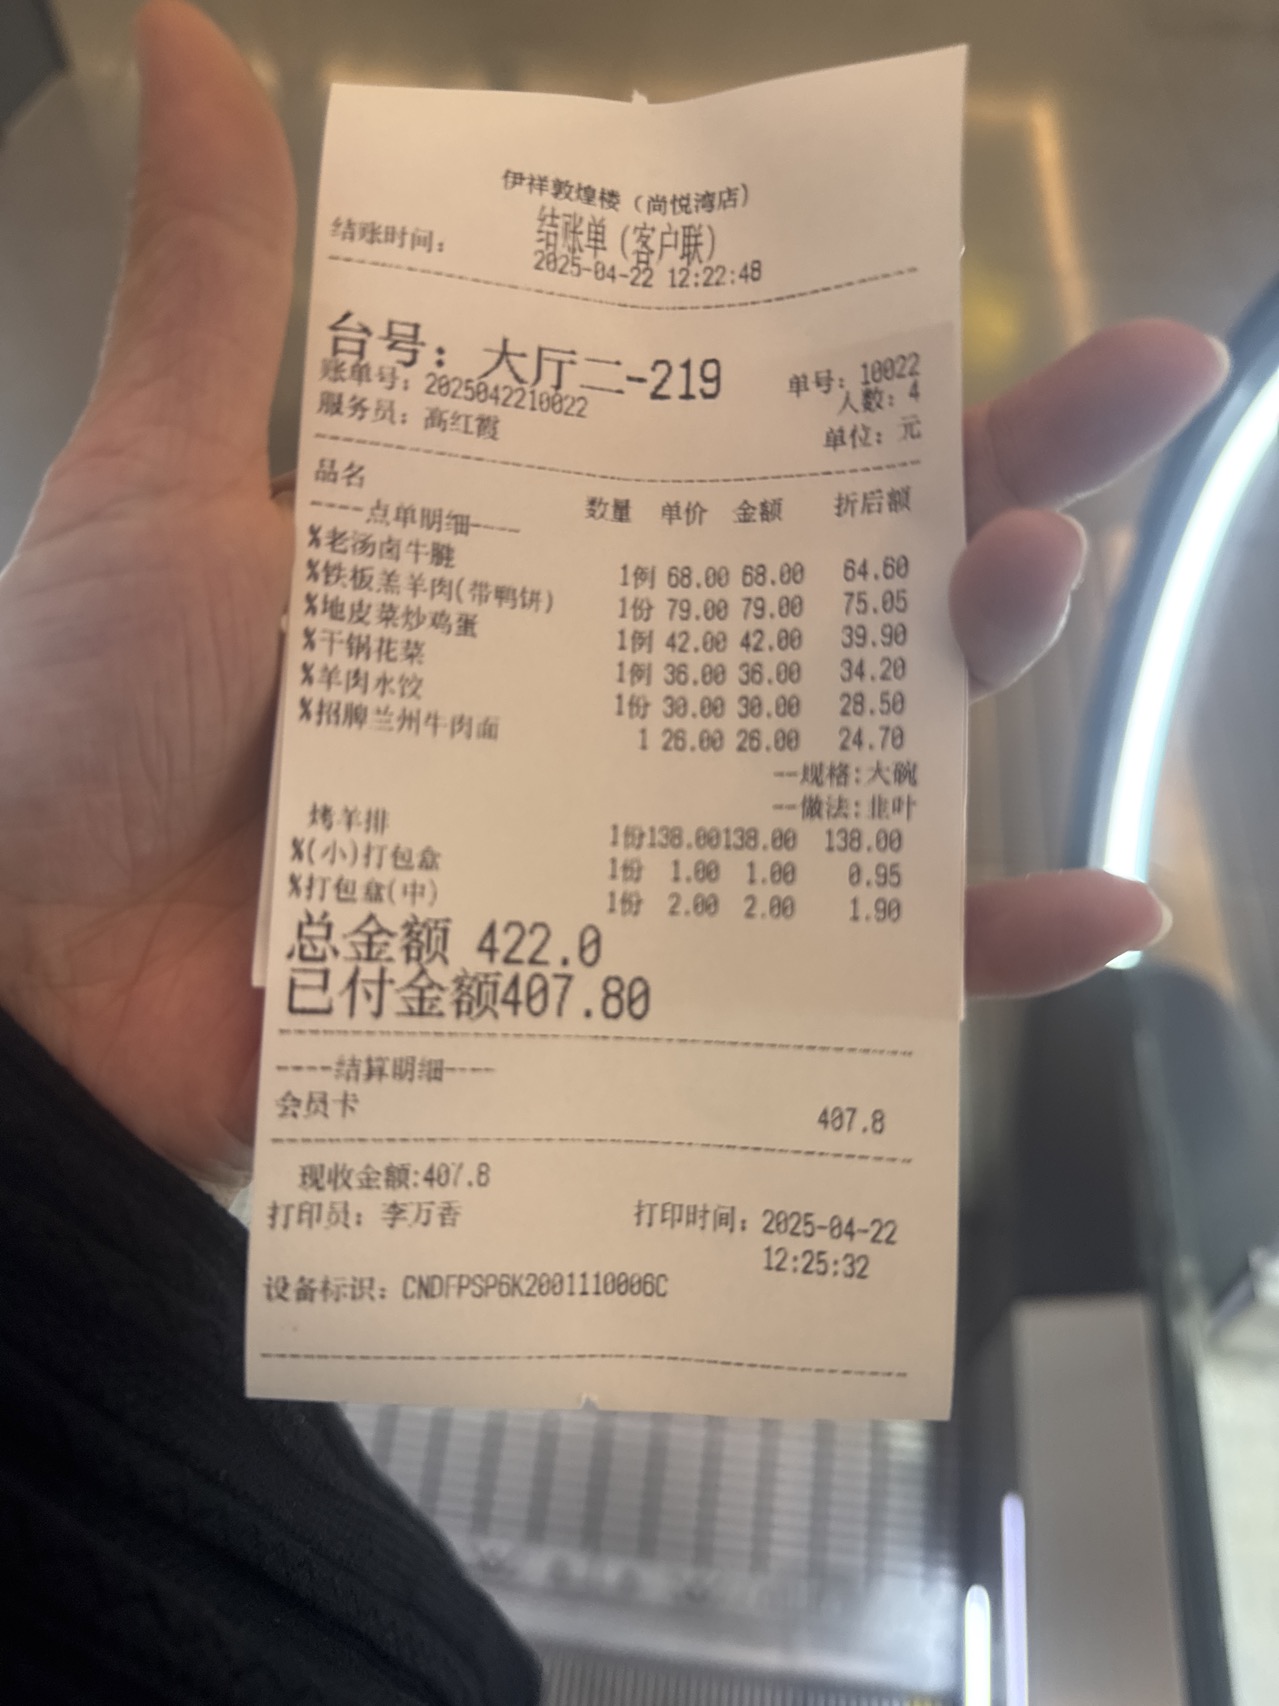 伊祥敦煌楼（尚悦湾店）
结账单（客户联）
结账时间： 2025-04-22 12:22:48
台号：大厅二-219
单号：10022
账单号：2025042210022 人数：4
服务员：高红霞 单位：元
品名 数量 单价 金额 折后额
----点单明细----
%老汤卤牛腱 1例 68.00 68.00 64.60
%铁板羔羊肉(带鸭饼) 1份 79.00 79.00 75.05
%地皮菜炒鸡蛋 1例 42.00 42.00 39.90
%干锅花菜 1例 36.00 36.00 34.20
%羊肉水饺 1份 30.00 30.00 28.50
%招牌兰州牛肉面 1 26.00 26.00 24.70
--规格:大碗
--做法:韭叶
烤羊排 1份138.00138.00 138.00
%(小)打包盒 1份 1.00 1.00 0.95
%打包盒(中) 1份 2.00 2.00 1.90
总金额 422.0
已付金额407.80
----结算明细----
会员卡 407.8
现收金额:407.8
打印员：李万香 打印时间：2025-04-22
12:25:32
设备标识：CNDFPSP6K2001110006C